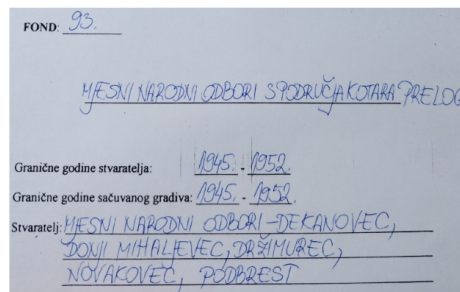 FOND: 93.
MJESNI NARODNI ODBORI S PODRUČJA KOTARA PRELOG
Granične godine stvaratelja: 1945. - 1952.
Granične godine sačuvanog gradiva: 1945. - 1952.
Stvaratelj: MJESNI NARODNI ODBORI - DEKANOVEC,
DONJI MIHALJEVEC, DRŽIMUREC,
NOVAKOVEC, PODBREST